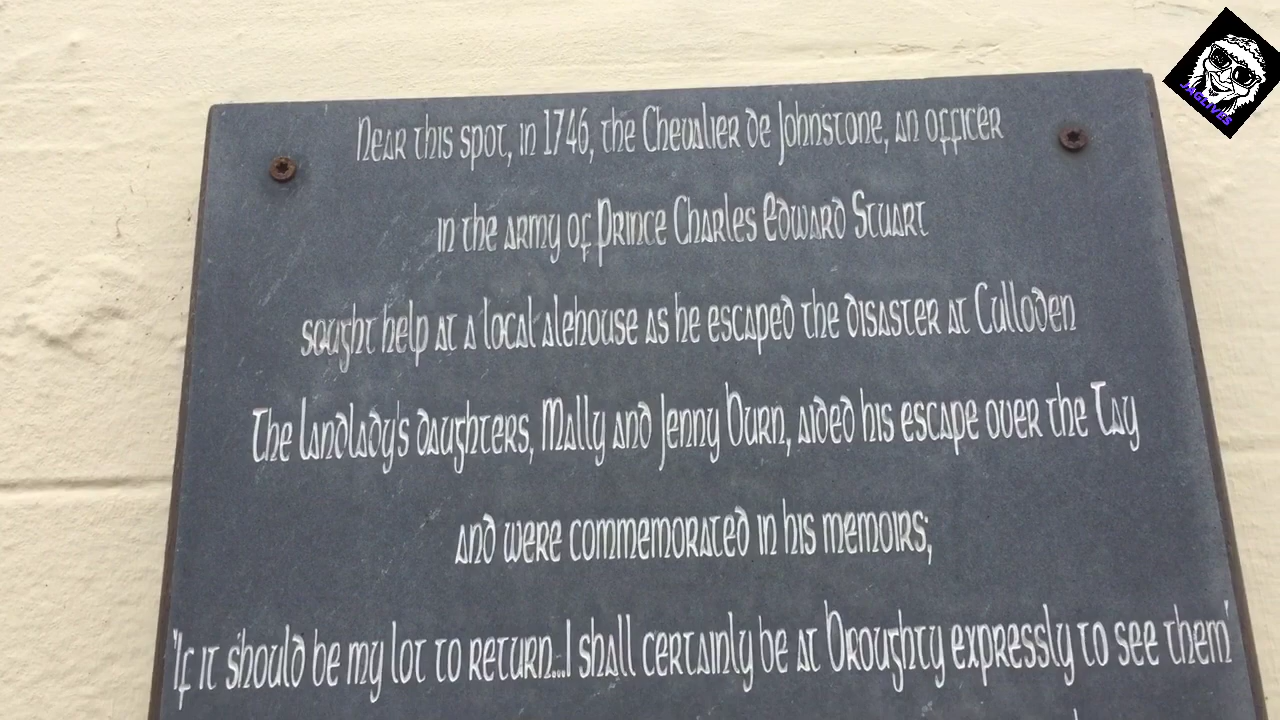 Near this spot, in 1746, the Chevalier de Johnstone, an officer
in the army of Prince Charles Edward Stuart
sought help at a local alehouse as he escaped the disaster at Culloden
The landlady's daughters, Mally and Jenny Burn, aided his escape over the Tay
and were commemorated in his memoirs;
'If it should be my lot to return...I shall certainly be at Broughty expressly to see them'
JAGLIVES